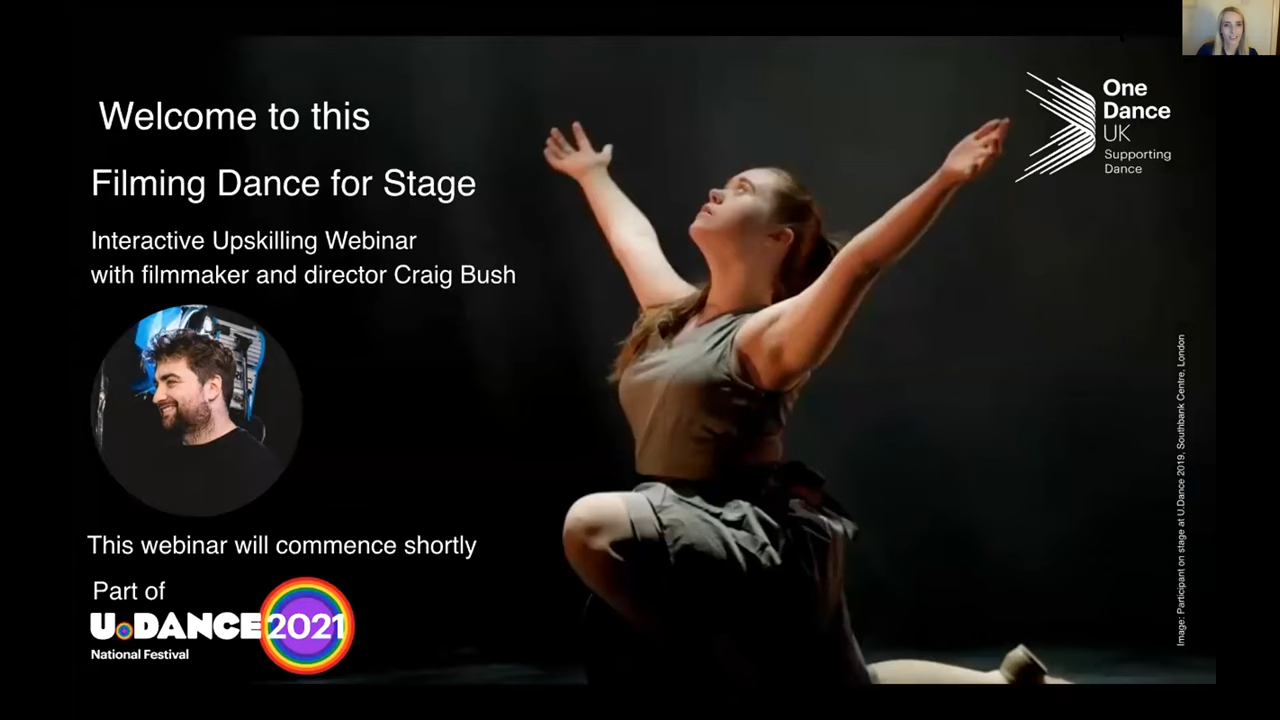 Welcome to this
Filming Dance for Stage
Interactive Upskilling Webinar
with filmmaker and director Craig Bush
This webinar will commence shortly
Part of
U.DANCE 2021
National Festival
One
Dance
UK
Supporting
Dance
Image: Participant on stage at U.Dance 2019, Southbank Centre, London